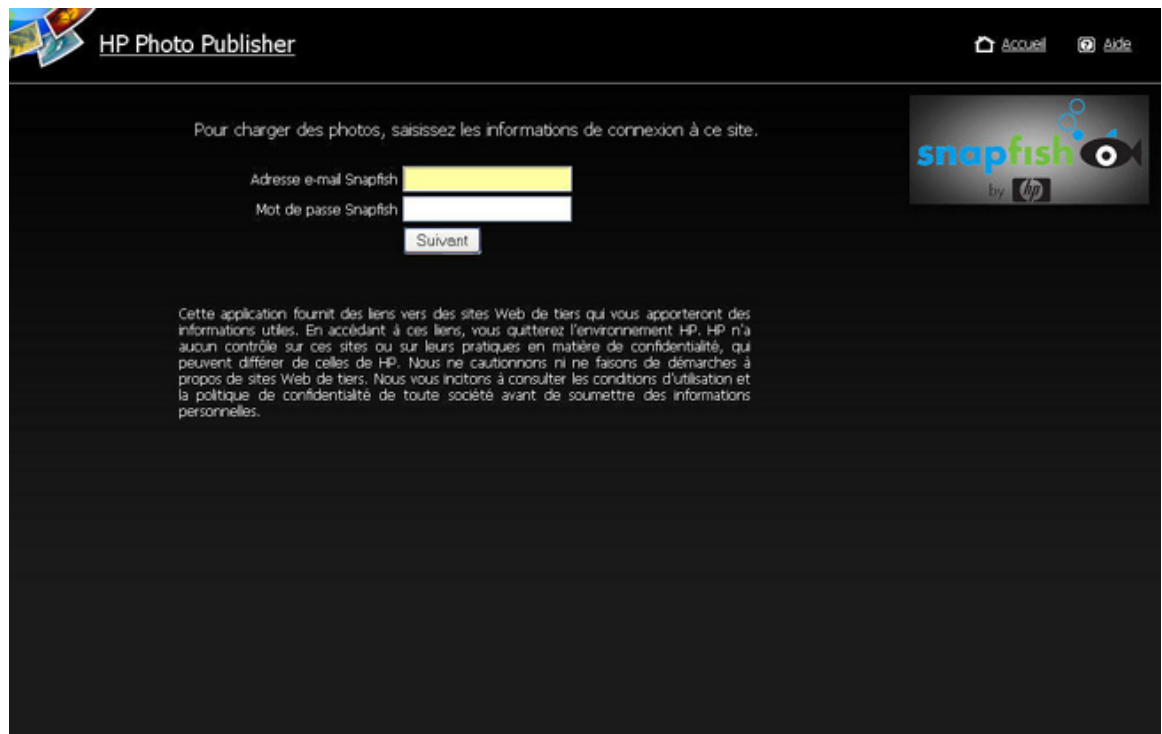 HP Photo Publisher
Accueil
Aide
Pour charger des photos, saisissez les informations de connexion à ce site.
snapfish
by hp
Adresse e-mail Snapfish
Mot de passe Snapfish
Suivant
Cette application fournit des liens vers des sites Web de tiers qui vous apporteront des
informations utiles. En accédant à ces liens, vous quitterez l'environnement HP. HP n'a
aucun contrôle sur ces sites ou sur leurs pratiques en matière de confidentialité, qui
peuvent différer de celles de HP. Nous ne cautionnons ni ne faisons de démarches à
propos de sites Web de tiers. Nous vous incitons à consulter les conditions d'utilisation et
la politique de confidentialité de toute société avant de soumettre des informations
personnelles.